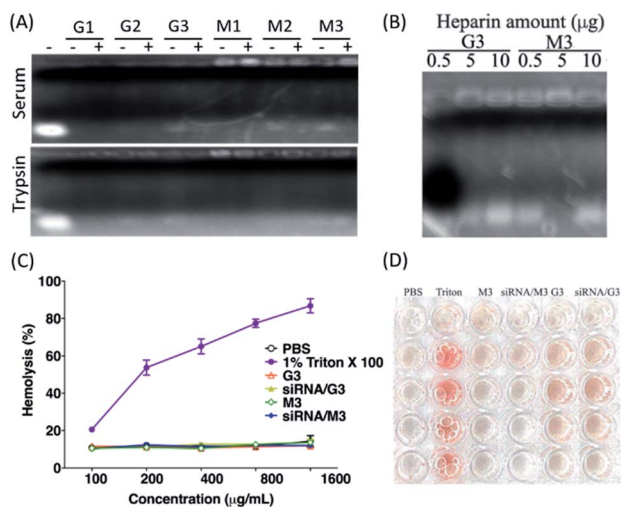 (A)
G1 G2 G3 M1 M2 M3
- - + - + - + - + - + - +
Serum
Trypsin
(B)
Heparin amount (μg)
G3 M3
0.5 5 10 0.5 5 10
(C)
Hemolysis (%)
100
80
60
40
20
0
100 200 400 800 1600
Concentration (μg/mL)
PBS
1% Triton X 100
G3
siRNA/G3
M3
siRNA/M3
(D)
PBS Triton M3 siRNA/M3 G3 siRNA/G3